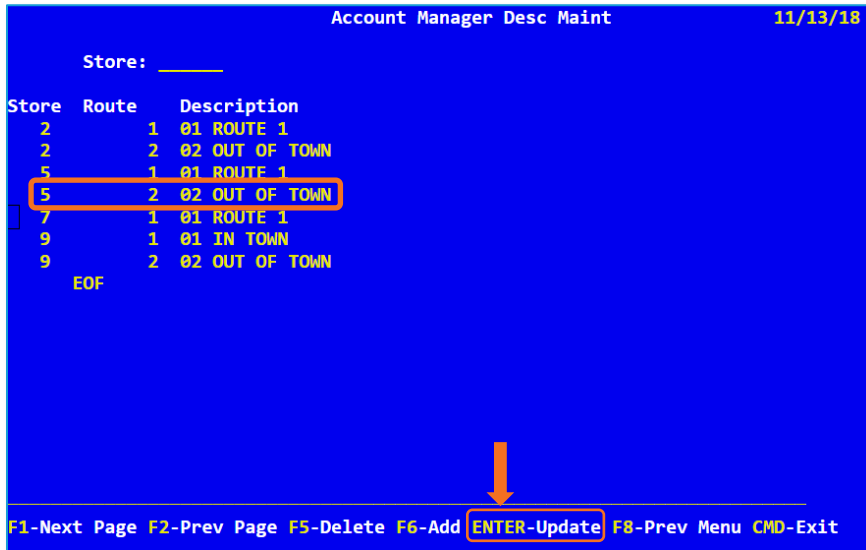 Account Manager Desc Maint 11/13/18
Store: ______
Store Route Description
2 1 01 ROUTE 1
2 2 02 OUT OF TOWN
5 1 01 ROUTE 1
5 2 02 OUT OF TOWN
7 1 01 ROUTE 1
9 1 01 IN TOWN
9 2 02 OUT OF TOWN
EOF
F1-Next Page F2-Prev Page F5-Delete F6-Add ENTER-Update F8-Prev Menu CMD-Exit